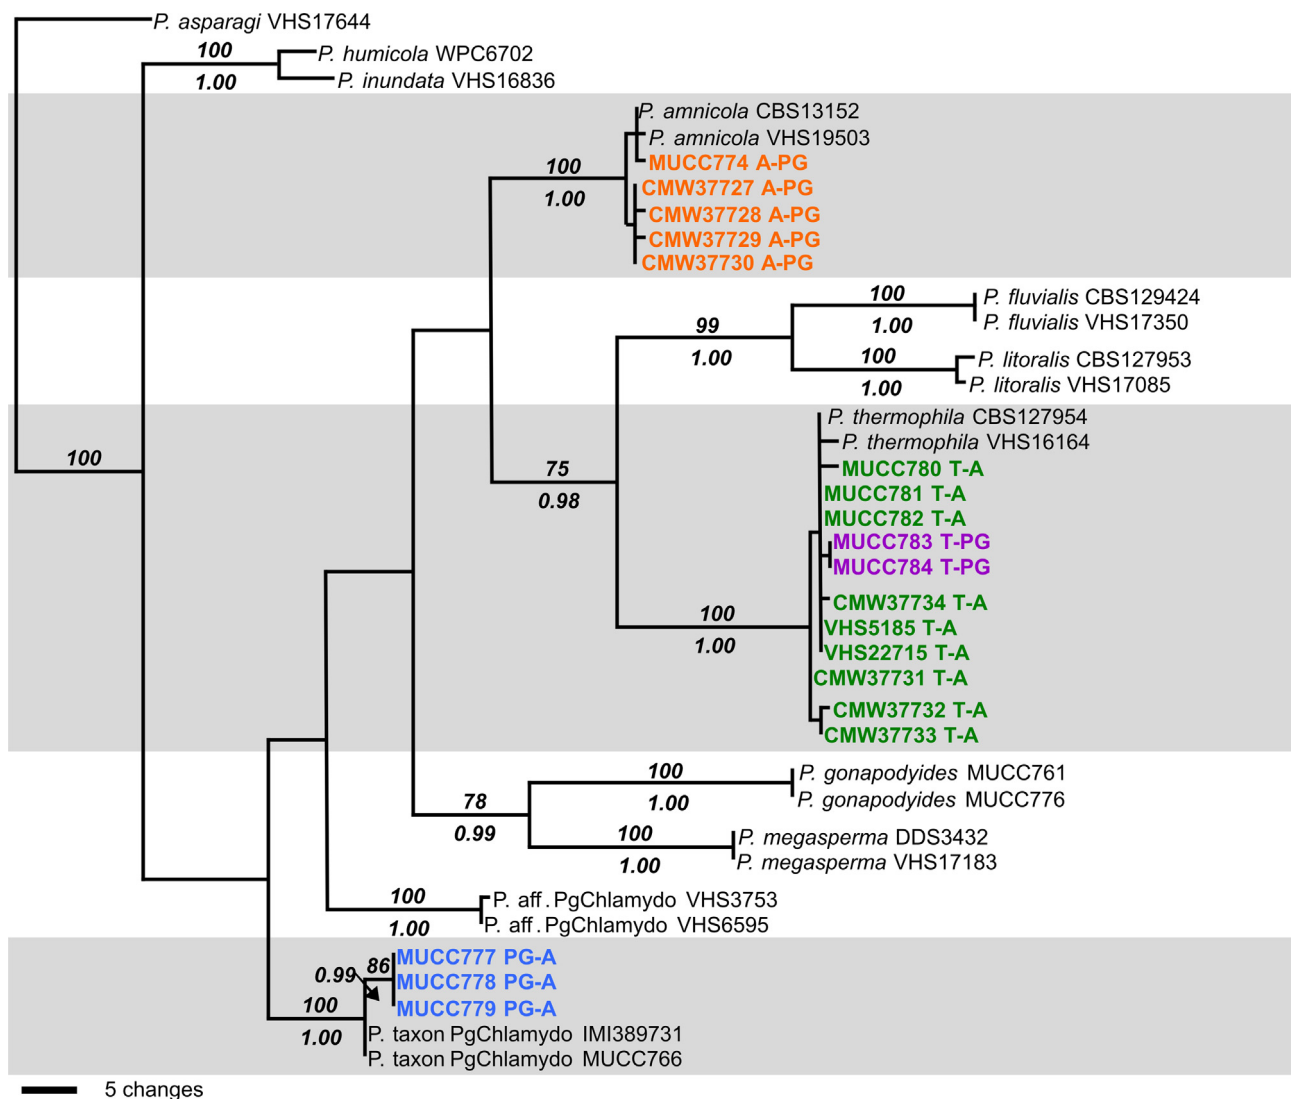 P. asparagi VHS17644
100
1.00
P. humicola WPC6702
P. inundata VHS16836
P. amnicola CBS13152
P. amnicola VHS19503
100
1.00
MUCC774 A-PG
CMW37727 A-PG
CMW37728 A-PG
CMW37729 A-PG
CMW37730 A-PG
100
1.00
P. fluvialis CBS129424
P. fluvialis VHS17350
99
1.00
100
1.00
P. litoralis CBS127953
P. litoralis VHS17085
P. thermophila CBS127954
P. thermophila VHS16164
100
75
0.98
MUCC780 T-A
MUCC781 T-A
MUCC782 T-A
MUCC783 T-PG
MUCC784 T-PG
CMW37734 T-A
100
1.00
VHS5185 T-A
VHS22715 T-A
CMW37731 T-A
CMW37732 T-A
CMW37733 T-A
100
1.00
P. gonapodyides MUCC761
P. gonapodyides MUCC776
78
0.99
100
1.00
P. megasperma DDS3432
P. megasperma VHS17183
100
1.00
P. aff. PgChlamydo VHS3753
P. aff. PgChlamydo VHS6595
86
0.99
MUCC777 PG-A
MUCC778 PG-A
MUCC779 PG-A
100
1.00
P. taxon PgChlamydo IMI389731
P. taxon PgChlamydo MUCC766
5 changes